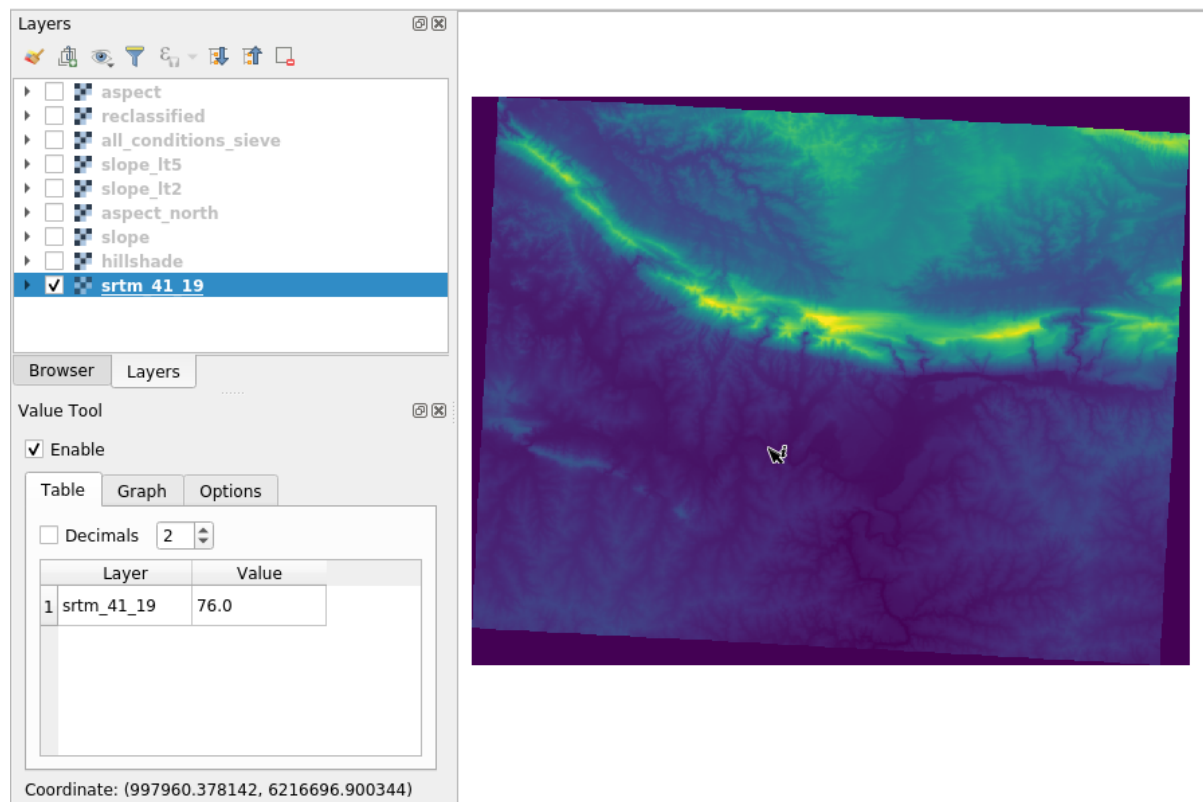 Layers
aspect
reclassified
all_conditions_sieve
slope_lt5
slope_lt2
aspect_north
slope
hillshade
srtm_41_19
Browser Layers
Value Tool
Enable
Table Graph Options
Decimals 2
Layer Value
1 srtm_41_19 76.0
Coordinate: (997960.378142, 6216696.900344)